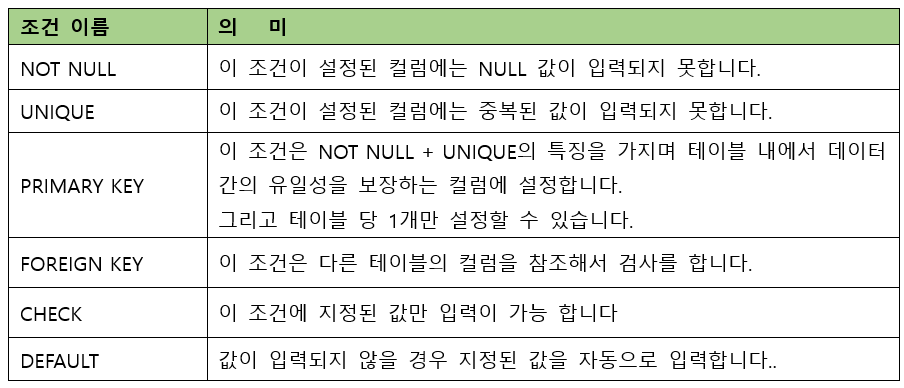 조건 이름 의 미
NOT NULL 이 조건이 설정된 컬럼에는 NULL 값이 입력되지 못합니다.
UNIQUE 이 조건이 설정된 컬럼에는 중복된 값이 입력되지 못합니다.
PRIMARY KEY 이 조건은 NOT NULL + UNIQUE의 특징을 가지며 테이블 내에서 데이터
간의 유일성을 보장하는 컬럼에 설정합니다.
그리고 테이블 당 1개만 설정할 수 있습니다.
FOREIGN KEY 이 조건은 다른 테이블의 컬럼을 참조해서 검사를 합니다.
CHECK 이 조건에 지정된 값만 입력이 가능 합니다
DEFAULT 값이 입력되지 않을 경우 지정된 값을 자동으로 입력합니다..